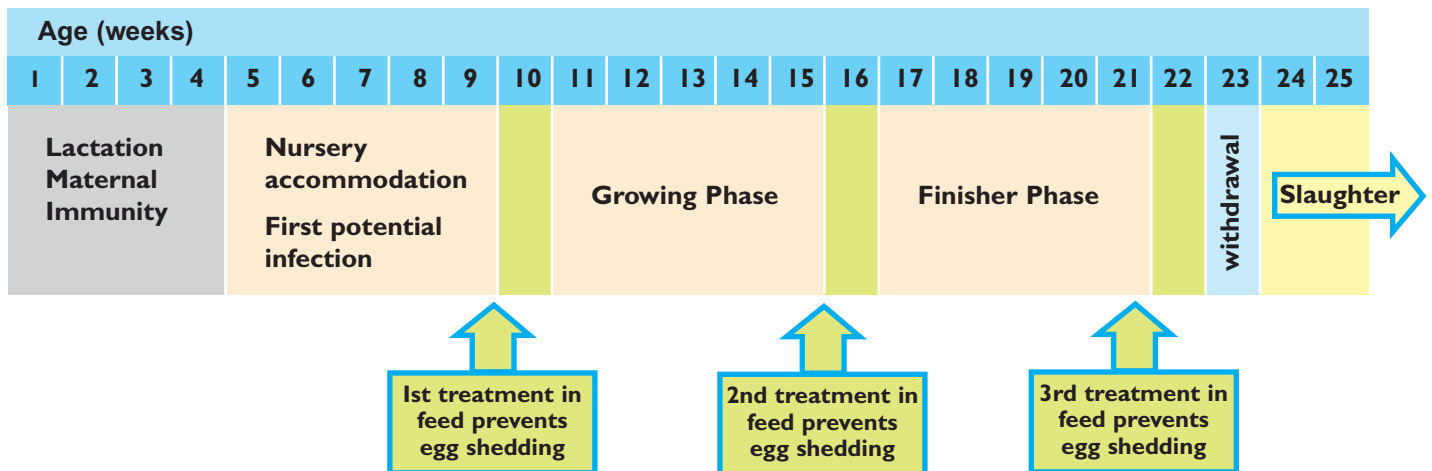 Age (weeks)
1 2 3 4 5 6 7 8 9 10 11 12 13 14 15 16 17 18 19 20 21 22 23 24 25
Lactation
Maternal
Immunity
Nursery
accommodation
First potential
infection
Growing Phase
Finisher Phase
withdrawal
Slaughter
1st treatment in
feed prevents
egg shedding
2nd treatment in
feed prevents
egg shedding
3rd treatment in
feed prevents
egg shedding